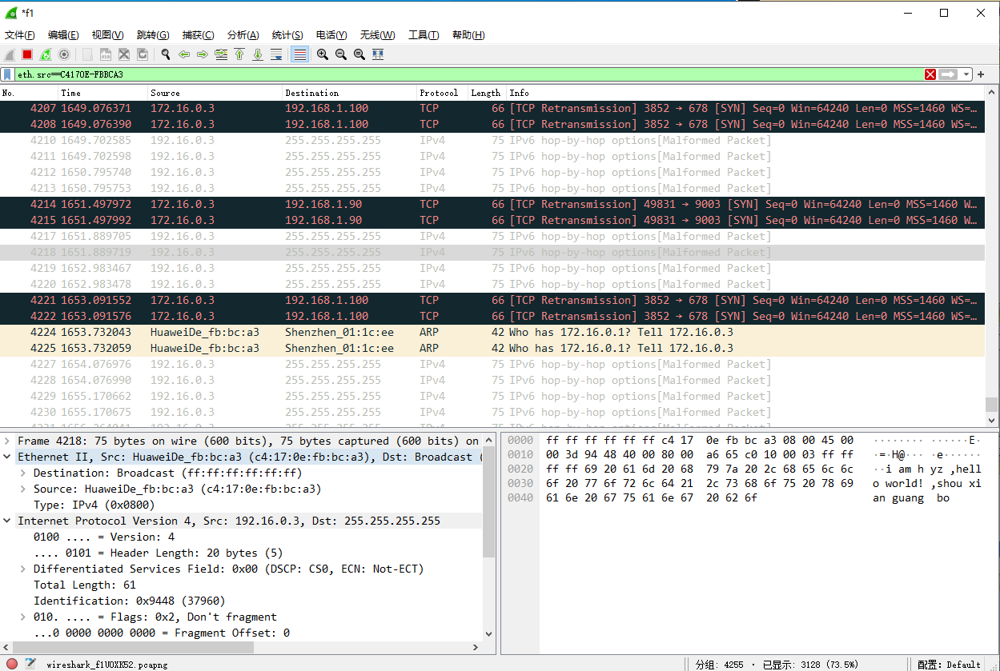 *f1
文件(F) 编辑(E) 视图(V) 跳转(G) 捕获(C) 分析(A) 统计(S) 电话(Y) 无线(W) 工具(T) 帮助(H)
eth.src==C4170E-FBBCA3
No. Time Source Destination Protocol Length Info
4207 1649.076371 172.16.0.3 192.168.1.100 TCP 66 [TCP Retransmission] 3852 → 678 [SYN] Seq=0 Win=64240 Len=0 MSS=1460 WS=…
4208 1649.076390 172.16.0.3 192.168.1.100 TCP 66 [TCP Retransmission] 3852 → 678 [SYN] Seq=0 Win=64240 Len=0 MSS=1460 WS=…
4210 1649.702585 192.16.0.3 255.255.255.255 IPv4 75 IPv6 hop-by-hop options[Malformed Packet]
4211 1649.702598 192.16.0.3 255.255.255.255 IPv4 75 IPv6 hop-by-hop options[Malformed Packet]
4212 1650.795740 192.16.0.3 255.255.255.255 IPv4 75 IPv6 hop-by-hop options[Malformed Packet]
4213 1650.795753 192.16.0.3 255.255.255.255 IPv4 75 IPv6 hop-by-hop options[Malformed Packet]
4214 1651.497972 172.16.0.3 192.168.1.90 TCP 66 [TCP Retransmission] 49831 → 9003 [SYN] Seq=0 Win=64240 Len=0 MSS=1460 W…
4215 1651.497992 172.16.0.3 192.168.1.90 TCP 66 [TCP Retransmission] 49831 → 9003 [SYN] Seq=0 Win=64240 Len=0 MSS=1460 W…
4217 1651.889705 192.16.0.3 255.255.255.255 IPv4 75 IPv6 hop-by-hop options[Malformed Packet]
4218 1651.889719 192.16.0.3 255.255.255.255 IPv4 75 IPv6 hop-by-hop options[Malformed Packet]
4219 1652.983467 192.16.0.3 255.255.255.255 IPv4 75 IPv6 hop-by-hop options[Malformed Packet]
4220 1652.983478 192.16.0.3 255.255.255.255 IPv4 75 IPv6 hop-by-hop options[Malformed Packet]
4221 1653.091552 172.16.0.3 192.168.1.100 TCP 66 [TCP Retransmission] 3852 → 678 [SYN] Seq=0 Win=64240 Len=0 MSS=1460 WS=…
4222 1653.091576 172.16.0.3 192.168.1.100 TCP 66 [TCP Retransmission] 3852 → 678 [SYN] Seq=0 Win=64240 Len=0 MSS=1460 WS=…
4224 1653.732043 HuaweiDe_fb:bc:a3 Shenzhen_01:1c:ee ARP 42 Who has 172.16.0.1? Tell 172.16.0.3
4225 1653.732059 HuaweiDe_fb:bc:a3 Shenzhen_01:1c:ee ARP 42 Who has 172.16.0.1? Tell 172.16.0.3
4227 1654.076976 192.16.0.3 255.255.255.255 IPv4 75 IPv6 hop-by-hop options[Malformed Packet]
4228 1654.076990 192.16.0.3 255.255.255.255 IPv4 75 IPv6 hop-by-hop options[Malformed Packet]
4229 1655.170662 192.16.0.3 255.255.255.255 IPv4 75 IPv6 hop-by-hop options[Malformed Packet]
4230 1655.170675 192.16.0.3 255.255.255.255 IPv4 75 IPv6 hop-by-hop options[Malformed Packet]
Frame 4218: 75 bytes on wire (600 bits), 75 bytes captured (600 bits) on
Ethernet II, Src: HuaweiDe_fb:bc:a3 (c4:17:0e:fb:bc:a3), Dst: Broadcast (
Destination: Broadcast (ff:ff:ff:ff:ff:ff)
Source: HuaweiDe_fb:bc:a3 (c4:17:0e:fb:bc:a3)
Type: IPv4 (0x0800)
Internet Protocol Version 4, Src: 192.16.0.3, Dst: 255.255.255.255
0100 .... = Version: 4
.... 0101 = Header Length: 20 bytes (5)
Differentiated Services Field: 0x00 (DSCP: CS0, ECN: Not-ECT)
Total Length: 61
Identification: 0x9448 (37960)
010. .... = Flags: 0x2, Don't fragment
...0 0000 0000 0000 = Fragment Offset: 0
0000 ff ff ff ff ff ff c4 17 0e fb bc a3 08 00 45 00 ········ ······E·
0010 00 3d 94 48 40 00 80 00 a6 65 c0 10 00 03 ff ff ·=·H@··· ·e······
0020 ff ff 69 20 61 6d 20 68 79 7a 20 2c 68 65 6c 6c ··i am h yz ,hell
0030 6f 20 77 6f 72 6c 64 21 2c 73 68 6f 75 20 78 69 o world! ,shou xi
0040 61 6e 20 67 75 61 6e 67 20 62 6f an guang bo
wireshark_f1UOXK52.pcapng 分组: 4255 · 已显示: 3128 (73.5%) 配置: Default